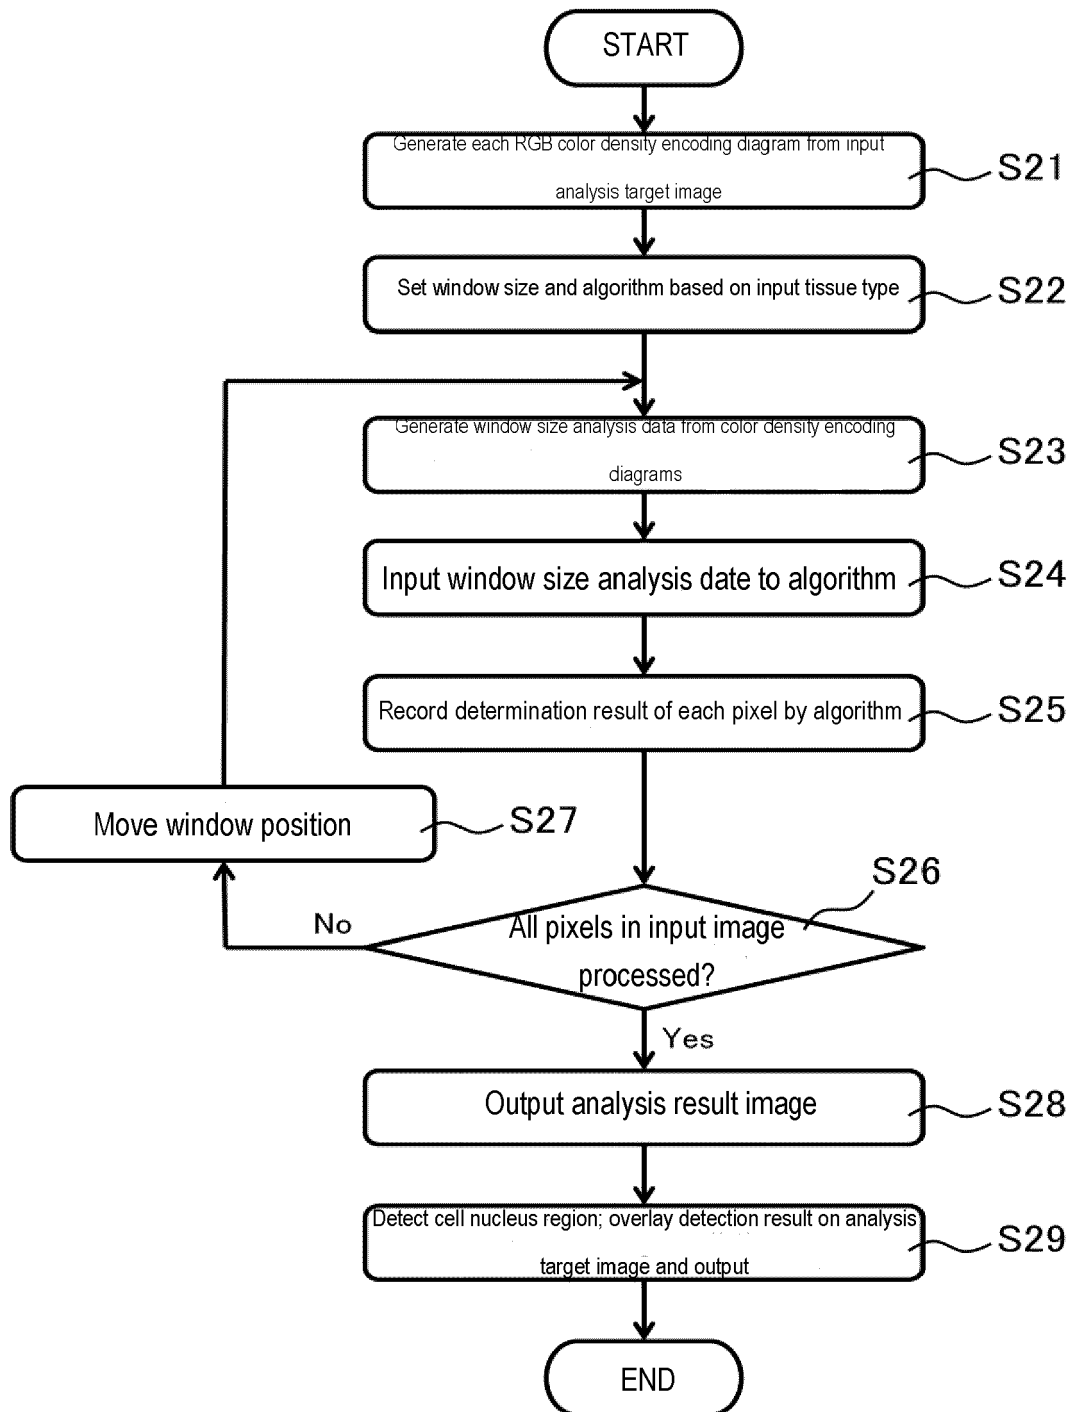 START
Generate each RGB color density encoding diagram from input
analysis target image
S21
Set window size and algorithm based on input tissue type
S22
Generate window size analysis data from color density encoding
diagrams
S23
Input window size analysis date to algorithm
S24
Record determination result of each pixel by algorithm
S25
Move window position
S27
S26
All pixels in input image
processed?
No
Yes
Output analysis result image
S28
Detect cell nucleus region; overlay detection result on analysis
target image and output
S29
END